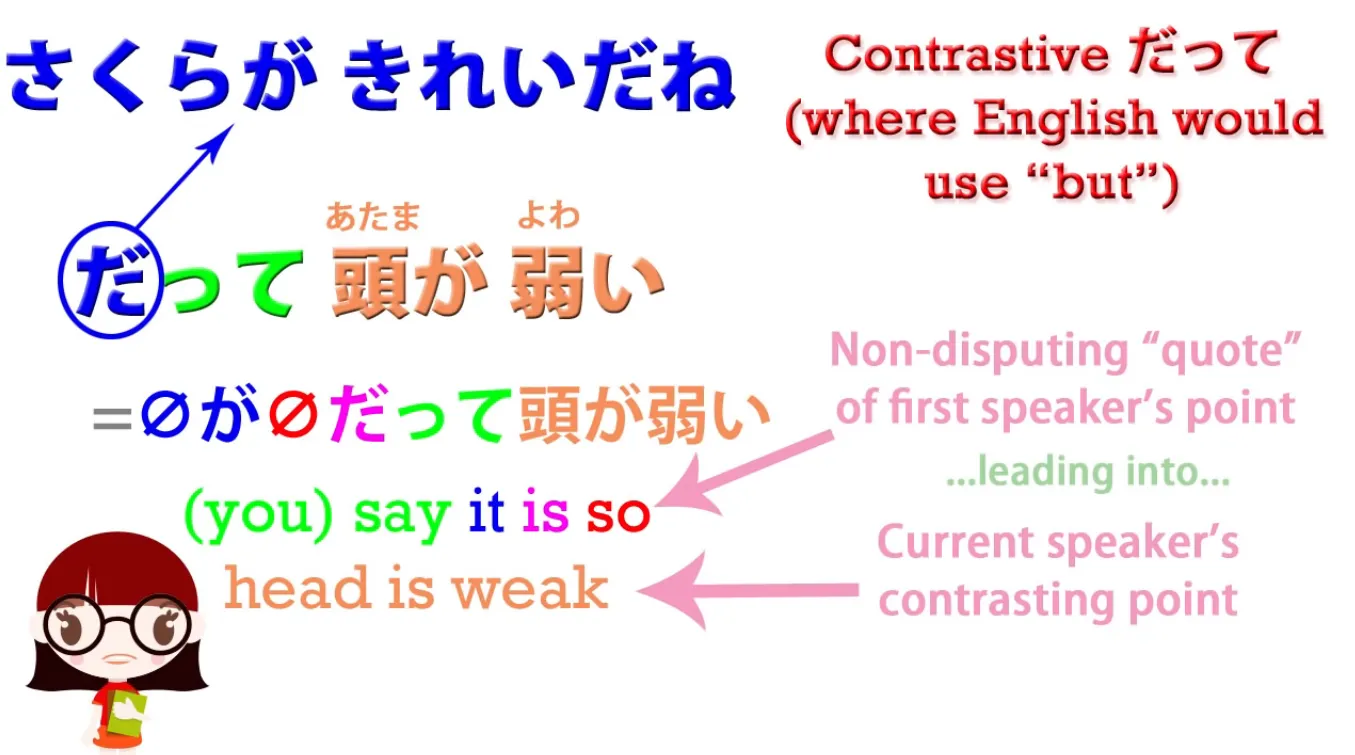 さくらが きれいだね
Contrastive だって
(where English would
use “but”)
あたま よわ
だって 頭が 弱い
=∅が∅だって頭が弱い
(you) say it is so
head is weak
Non-disputing “quote”
of first speaker’s point
...leading into...
Current speaker’s
contrasting point